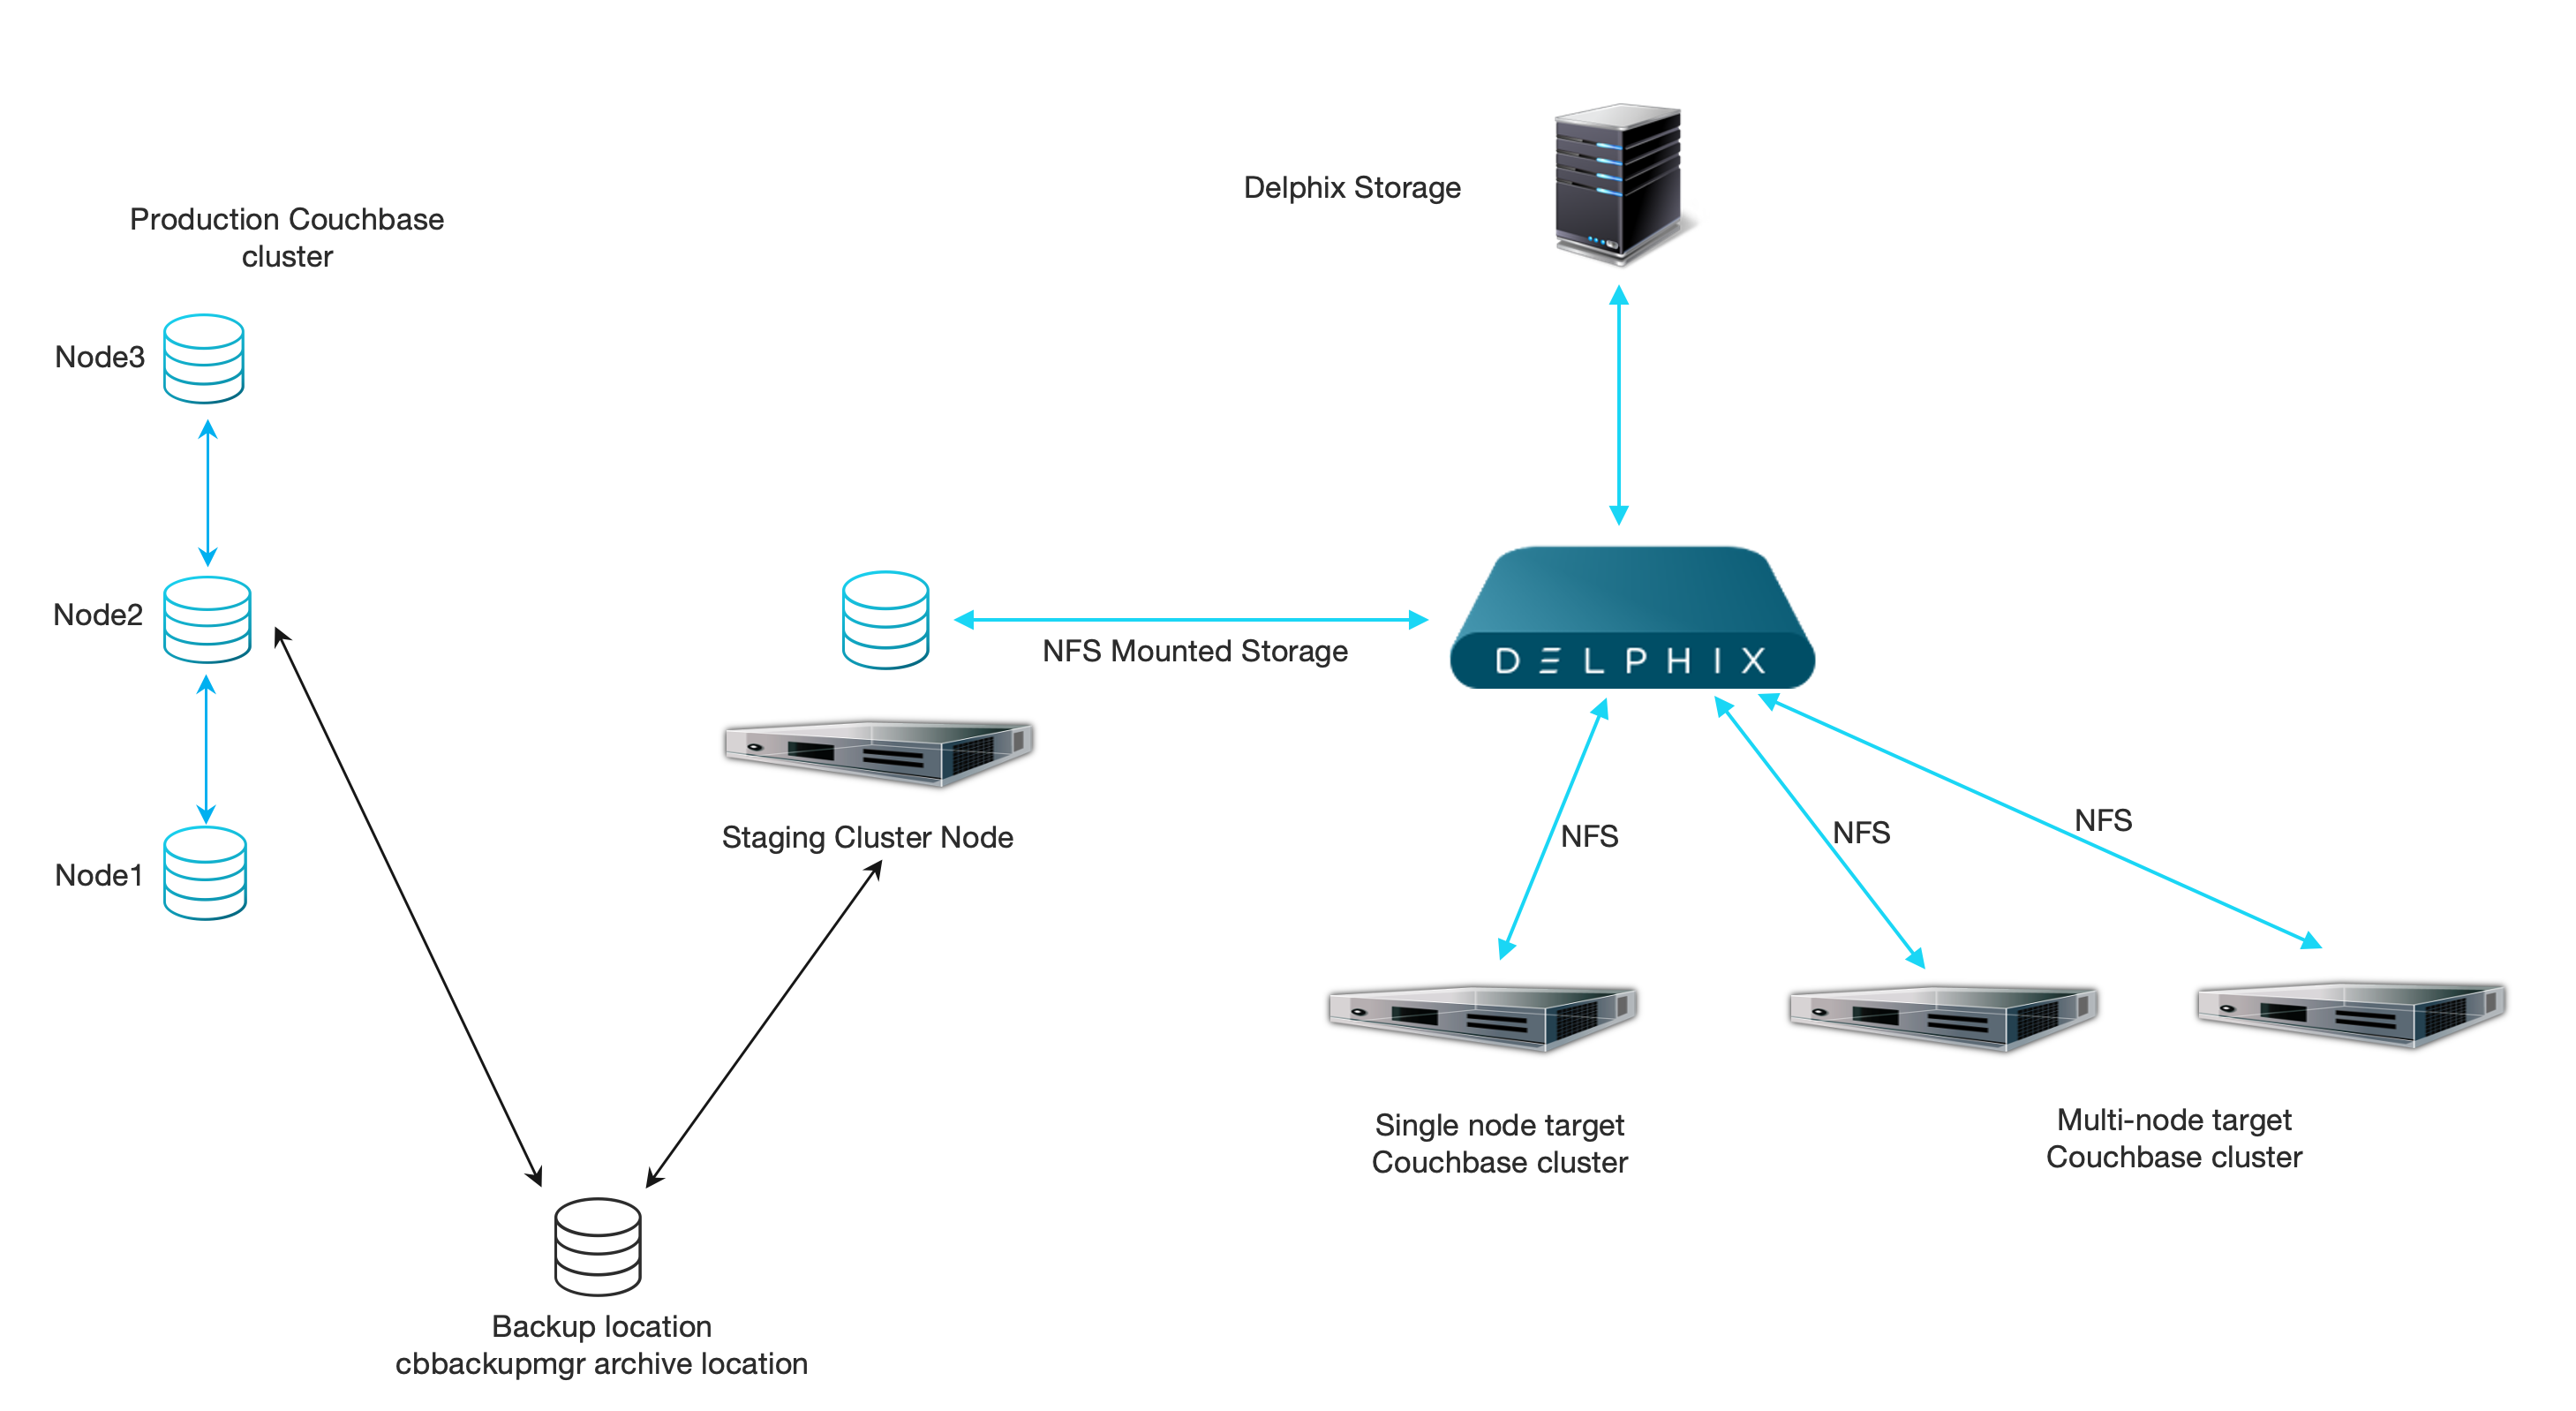 Delphix Storage
Production Couchbase
cluster
Node3
Node2
NFS Mounted Storage
DELPHIX
Node1
Staging Cluster Node
NFS
NFS
NFS
Single node target
Couchbase cluster
Multi-node target
Couchbase cluster
Backup location
cbbackupmgr archive location